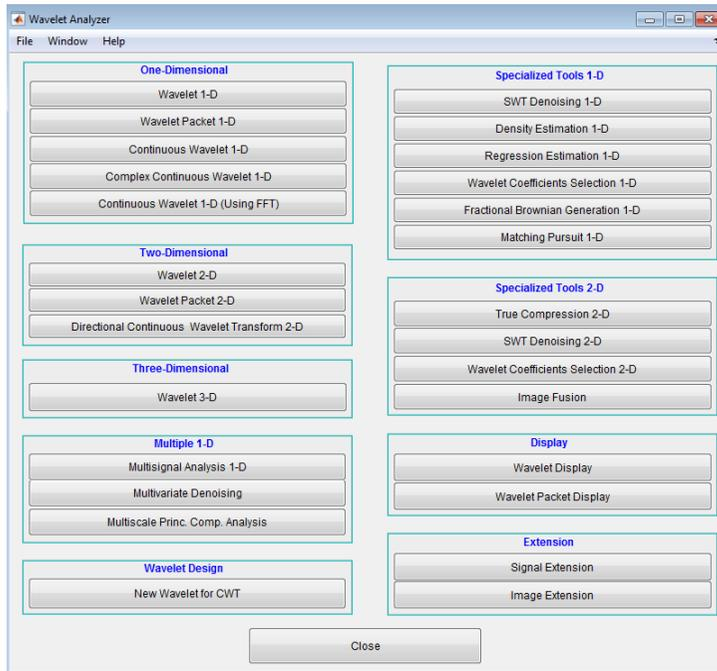 Wavelet Analyzer
File Window Help
One-Dimensional
Wavelet 1-D
Wavelet Packet 1-D
Continuous Wavelet 1-D
Complex Continuous Wavelet 1-D
Continuous Wavelet 1-D (Using FFT)
Two-Dimensional
Wavelet 2-D
Wavelet Packet 2-D
Directional Continuous Wavelet Transform 2-D
Three-Dimensional
Wavelet 3-D
Multiple 1-D
Multisignal Analysis 1-D
Multivariate Denoising
Multiscale Princ. Comp. Analysis
Wavelet Design
New Wavelet for CWT
Specialized Tools 1-D
SWT Denoising 1-D
Density Estimation 1-D
Regression Estimation 1-D
Wavelet Coefficients Selection 1-D
Fractional Brownian Generation 1-D
Matching Pursuit 1-D
Specialized Tools 2-D
True Compression 2-D
SWT Denoising 2-D
Wavelet Coefficients Selection 2-D
Image Fusion
Display
Wavelet Display
Wavelet Packet Display
Extension
Signal Extension
Image Extension
Close